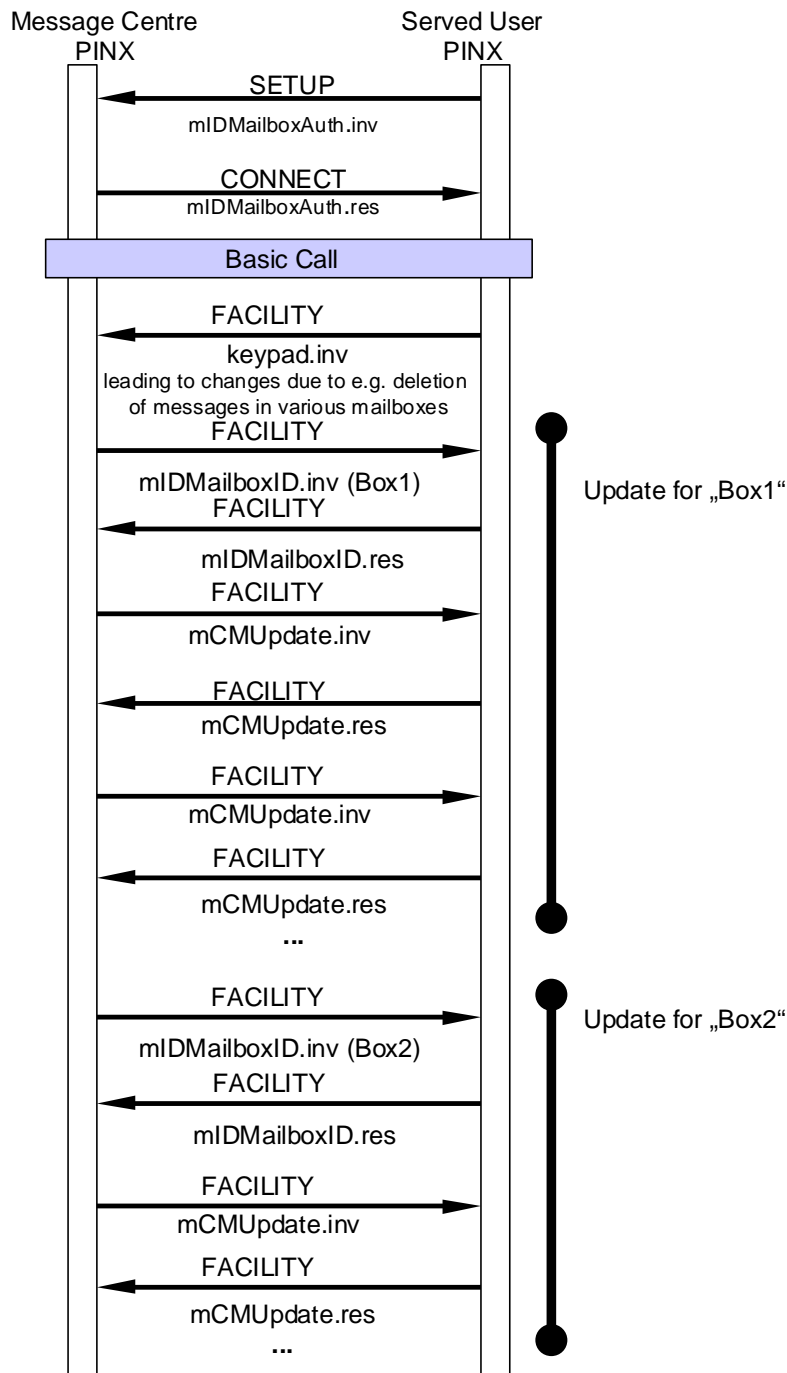 Message Centre
PINX
Served User
PINX
SETUP
mIDMailboxAuth.inv
CONNECT
mIDMailboxAuth.res
Basic Call
FACILITY
keypad.inv
leading to changes due to e.g. deletion
of messages in various mailboxes
FACILITY
mIDMailboxID.inv (Box1)
Update for „Box1“
FACILITY
mIDMailboxID.res
FACILITY
mCMUpdate.inv
FACILITY
mCMUpdate.res
FACILITY
mCMUpdate.inv
FACILITY
mCMUpdate.res
...
FACILITY
Update for „Box2“
mIDMailboxID.inv (Box2)
FACILITY
mIDMailboxID.res
FACILITY
mCMUpdate.inv
FACILITY
mCMUpdate.res
...